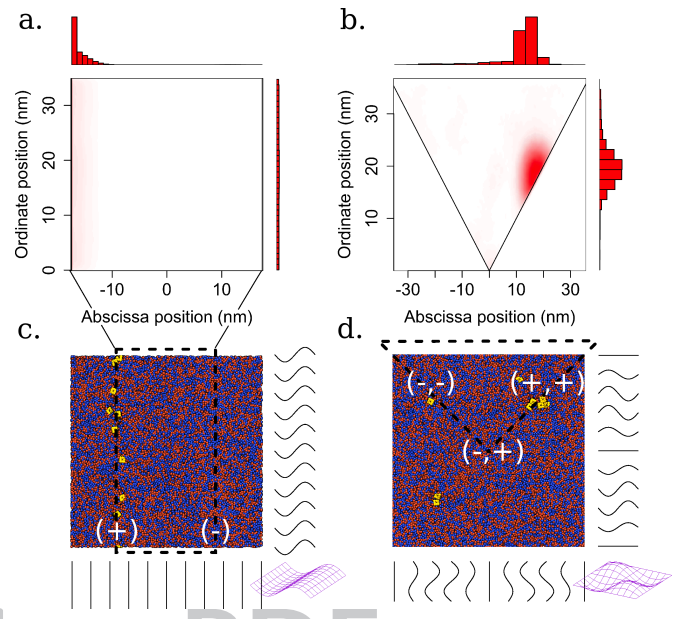 a.
b.
Ordinate position (nm)
0
10
20
30
-10
0
10
Abscissa position (nm)
Ordinate position (nm)
10
20
30
-30
-10
0
10
30
Abscissa position (nm)
c.
d.
(+)
(-)
(-,-)
(+,+)
(-,+)